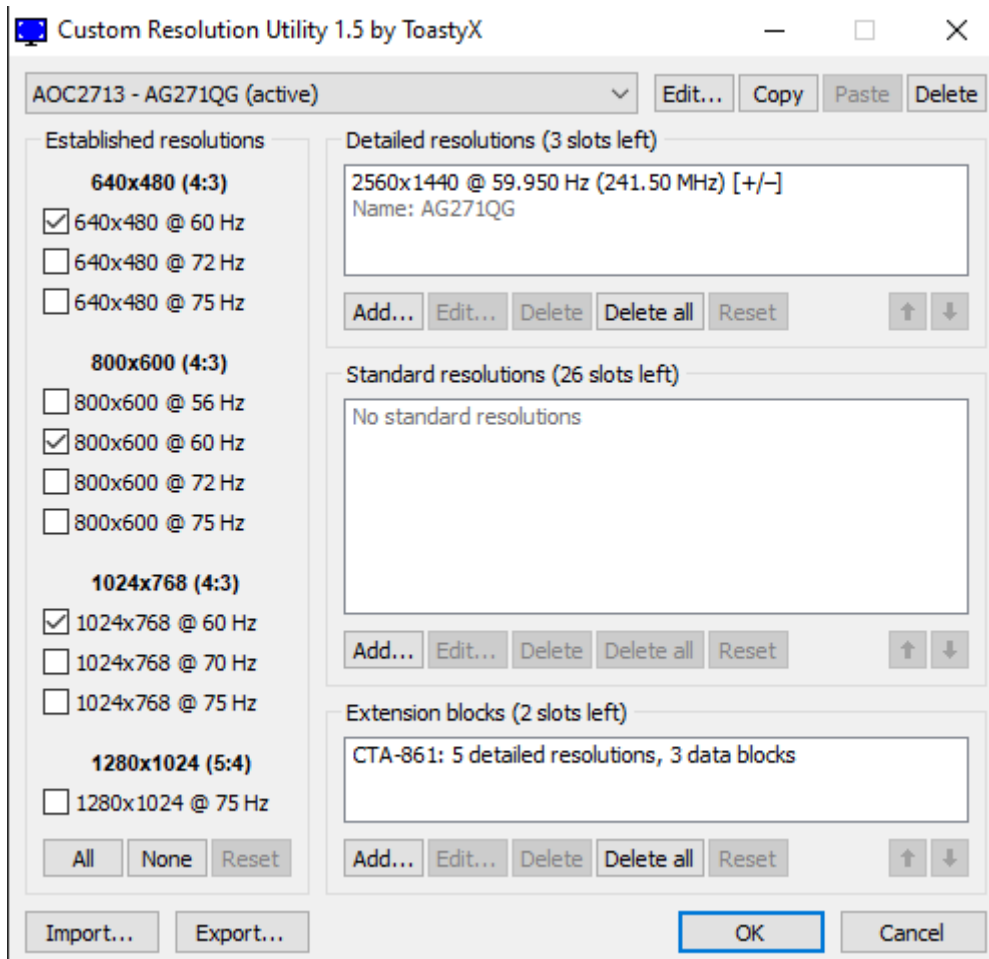 Custom Resolution Utility 1.5 by ToastyX
AOC2713 - AG271QG (active)
Edit...
Copy
Paste
Delete
Established resolutions
640x480 (4:3)
640x480 @ 60 Hz
640x480 @ 72 Hz
640x480 @ 75 Hz
800x600 (4:3)
800x600 @ 56 Hz
800x600 @ 60 Hz
800x600 @ 72 Hz
800x600 @ 75 Hz
1024x768 (4:3)
1024x768 @ 60 Hz
1024x768 @ 70 Hz
1024x768 @ 75 Hz
1280x1024 (5:4)
1280x1024 @ 75 Hz
All
None
Reset
Detailed resolutions (3 slots left)
2560x1440 @ 59.950 Hz (241.50 MHz) [+/−]
Name: AG271QG
Add...
Edit...
Delete
Delete all
Reset
Standard resolutions (26 slots left)
No standard resolutions
Add...
Edit...
Delete
Delete all
Reset
Extension blocks (2 slots left)
CTA-861: 5 detailed resolutions, 3 data blocks
Add...
Edit...
Delete
Delete all
Reset
Import...
Export...
OK
Cancel